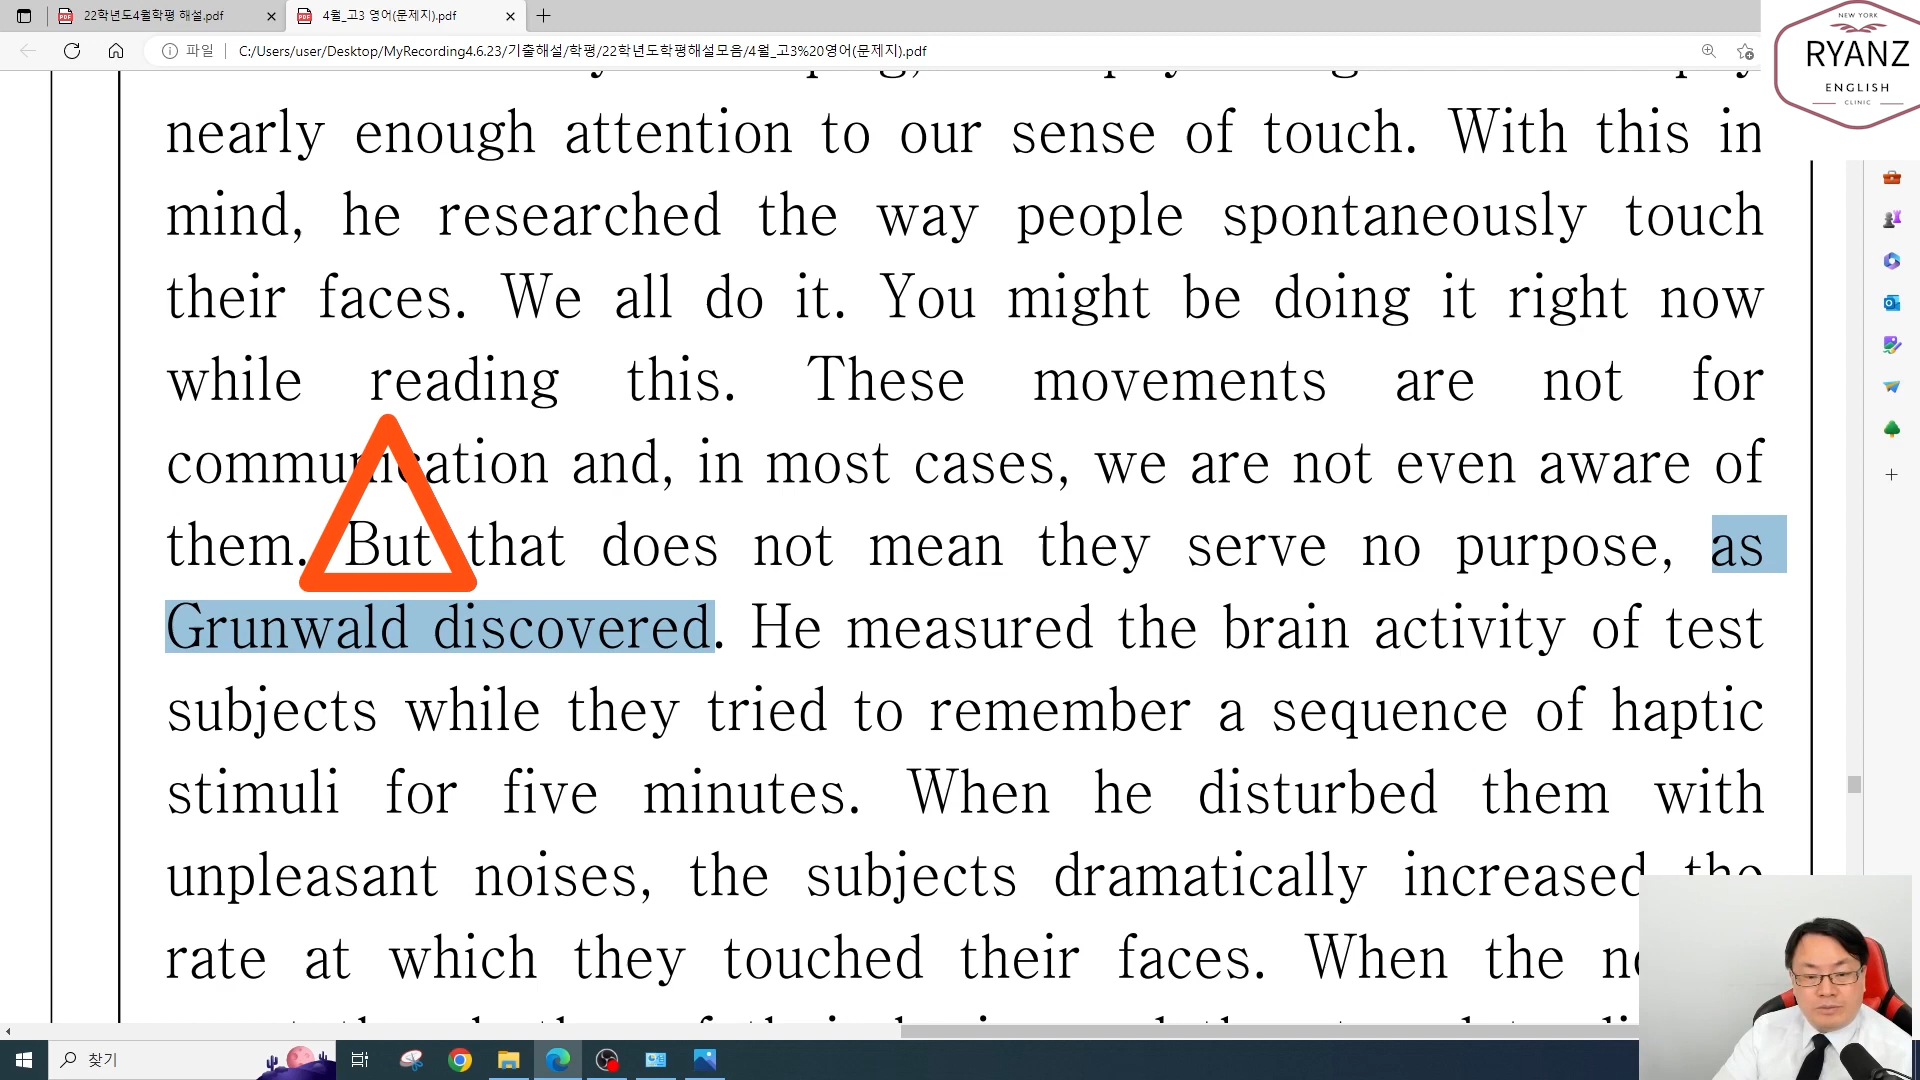 22학년도4월학평 해설.pdf
4월_고3 영어(문제지).pdf
파일
C:/Users/user/Desktop/MyRecording4.6.23/기출해설/학평/22학년도학평해설모음/4월_고3%20영어(문제지).pdf
NEW YORK
RYANZ
ENGLISH
CLINIC
nearly enough attention to our sense of touch. With this in
mind, he researched the way people spontaneously touch
their faces. We all do it. You might be doing it right now
while reading this. These movements are not for
communication and, in most cases, we are not even aware of
them. But that does not mean they serve no purpose, as
Grunwald discovered. He measured the brain activity of test
subjects while they tried to remember a sequence of haptic
stimuli for five minutes. When he disturbed them with
unpleasant noises, the subjects dramatically increased the
rate at which they touched their faces. When the
찾기